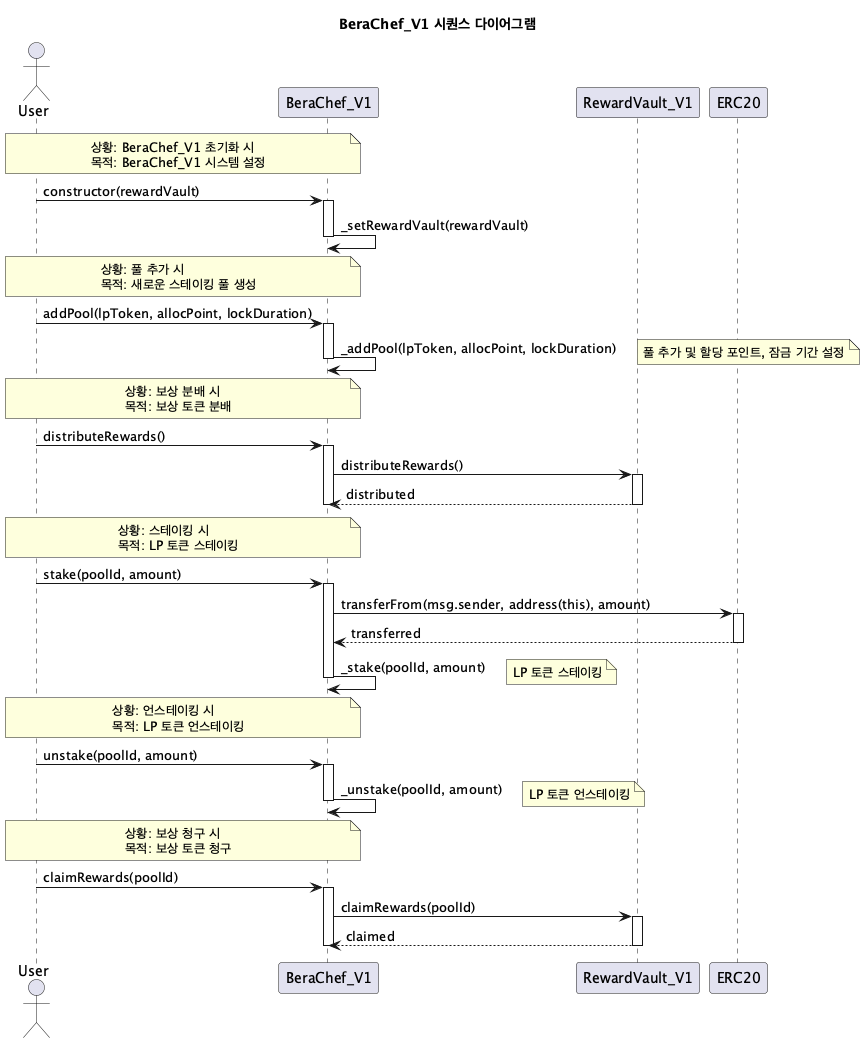 BeraChef_V1 시퀀스 다이어그램
User
BeraChef_V1
RewardVault_V1
ERC20
상황: BeraChef_V1 초기화 시
목적: BeraChef_V1 시스템 설정
constructor(rewardVault)
_setRewardVault(rewardVault)
상황: 풀 추가 시
목적: 새로운 스테이킹 풀 생성
addPool(lpToken, allocPoint, lockDuration)
_addPool(lpToken, allocPoint, lockDuration)
풀 추가 및 할당 포인트, 잠금 기간 설정
상황: 보상 분배 시
목적: 보상 토큰 분배
distributeRewards()
distributeRewards()
distributed
상황: 스테이킹 시
목적: LP 토큰 스테이킹
stake(poolId, amount)
transferFrom(msg.sender, address(this), amount)
transferred
_stake(poolId, amount)
LP 토큰 스테이킹
상황: 언스테이킹 시
목적: LP 토큰 언스테이킹
unstake(poolId, amount)
_unstake(poolId, amount)
LP 토큰 언스테이킹
상황: 보상 청구 시
목적: 보상 토큰 청구
claimRewards(poolId)
claimRewards(poolId)
claimed
User
BeraChef_V1
RewardVault_V1
ERC20